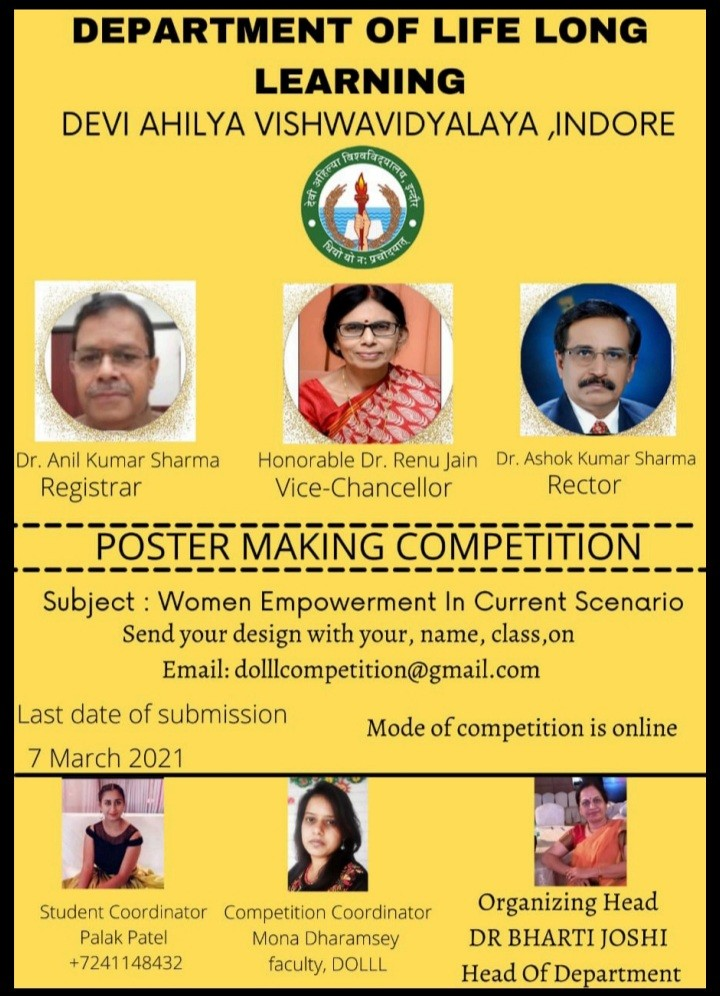 DEPARTMENT OF LIFE LONG
LEARNING
DEVI AHILYA VISHWAVIDYALAYA ,INDORE
देवी अहिल्या विश्वविद्यालय, इन्दौर
धियो यो नः प्रचोदयात्
Dr. Anil Kumar Sharma
Registrar
Honorable Dr. Renu Jain
Vice-Chancellor
Dr. Ashok Kumar Sharma
Rector
POSTER MAKING COMPETITION
Subject : Women Empowerment In Current Scenario
Send your design with your, name, class,on
Email: dolllcompetition@gmail.com
Last date of submission
7 March 2021
Mode of competition is online
Student Coordinator
Palak Patel
+7241148432
Competition Coordinator
Mona Dharamsey
faculty, DOLLL
Organizing Head
DR BHARTI JOSHI
Head Of Department